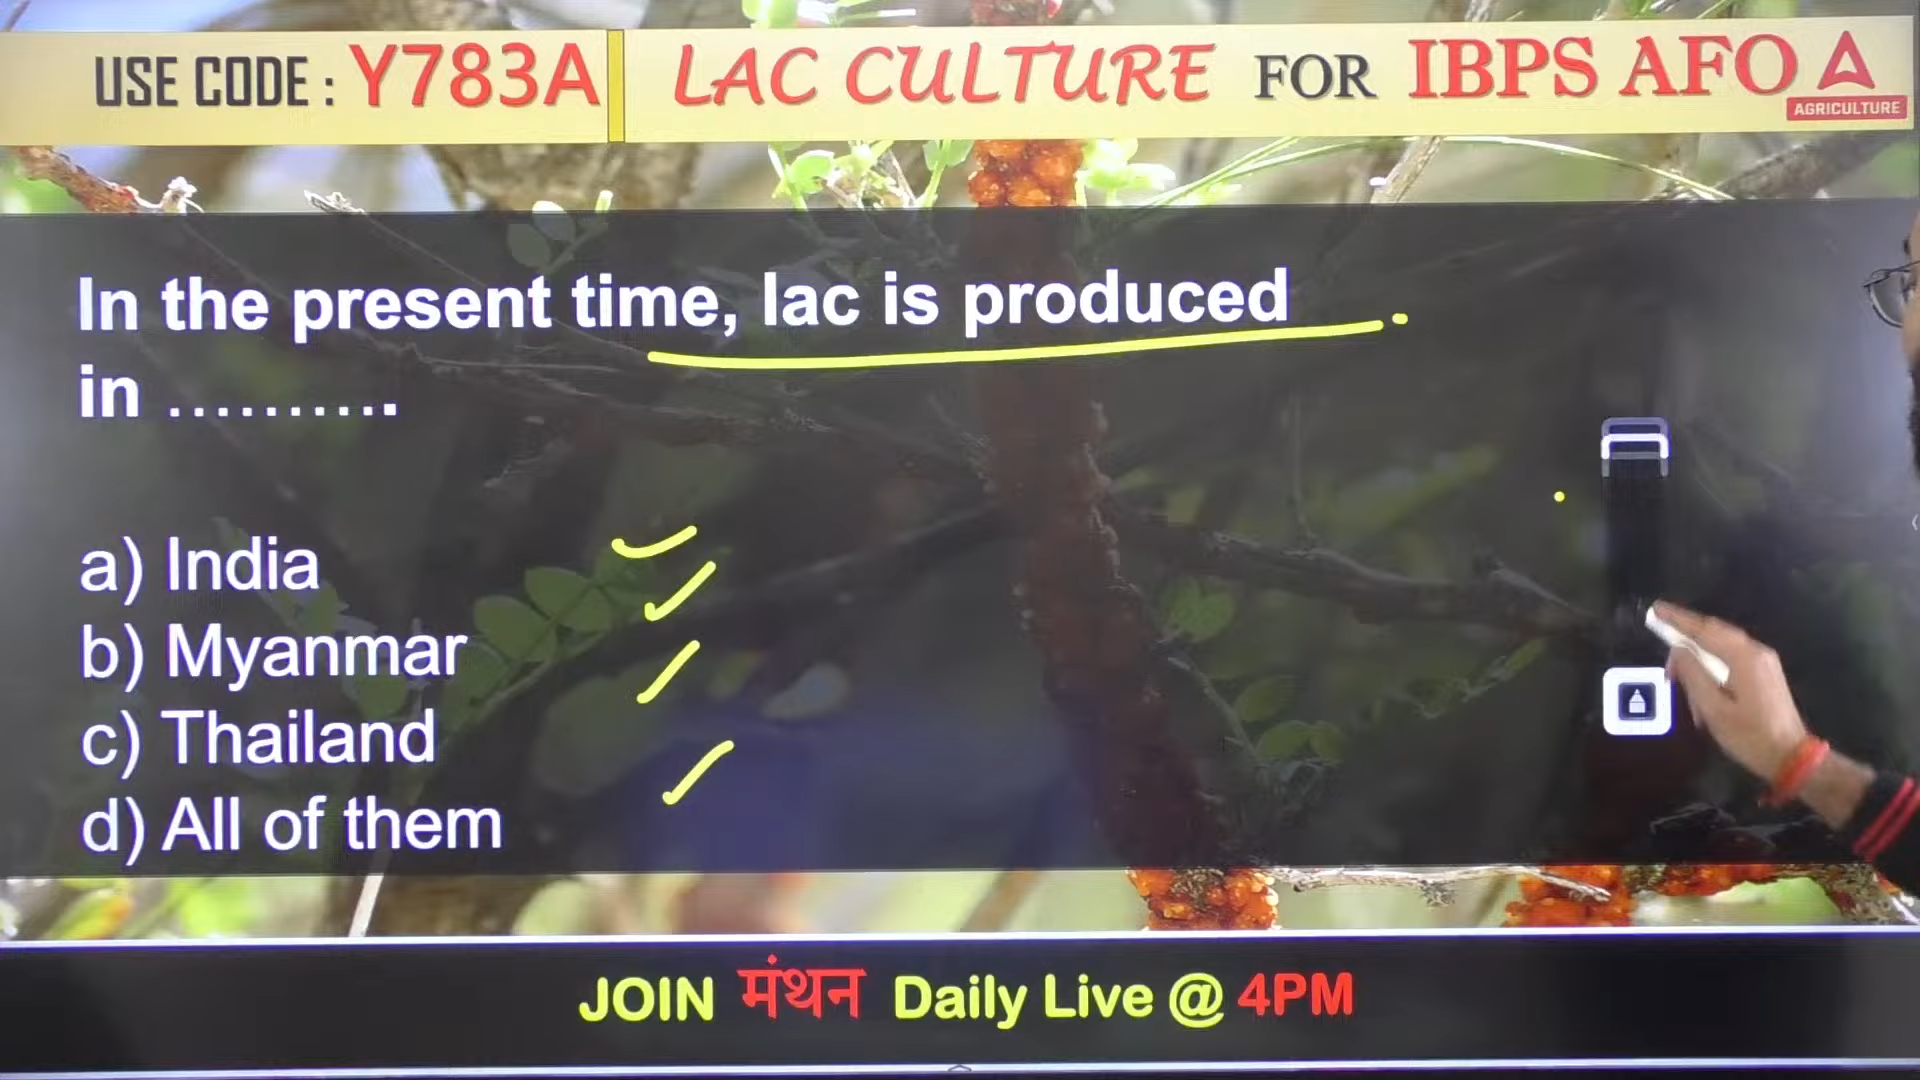 USE CODE : Y783A LAC CULTURE FOR IBPS AFO
AGRICULTURE
In the present time, lac is produced
in ..........
a) India
b) Myanmar
c) Thailand
d) All of them
JOIN मंथन Daily Live @ 4PM